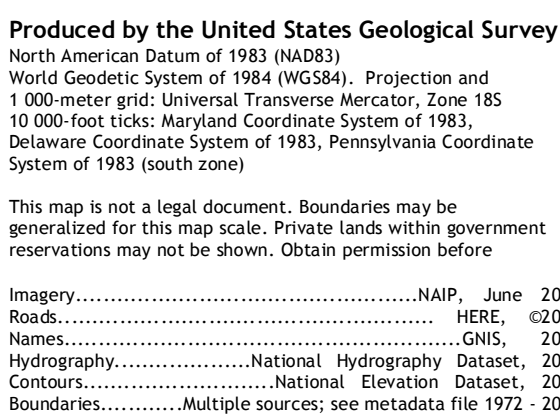 Produced by the United States Geological Survey
North American Datum of 1983 (NAD83)
World Geodetic System of 1984 (WGS84). Projection and
1 000-meter grid: Universal Transverse Mercator, Zone 18S
10 000-foot ticks: Maryland Coordinate System of 1983,
Delaware Coordinate System of 1983, Pennsylvania Coordinate
System of 1983 (south zone)
This map is not a legal document. Boundaries may be
generalized for this map scale. Private lands within government
reservations may not be shown. Obtain permission before
Imagery.....................................................NAIP, June 20
Roads......................................................... HERE, ©20
Names............................................................GNIS, 20
Hydrography.....................National Hydrography Dataset, 20
Contours.............................National Elevation Dataset, 20
Boundaries............Multiple sources; see metadata file 1972 - 20